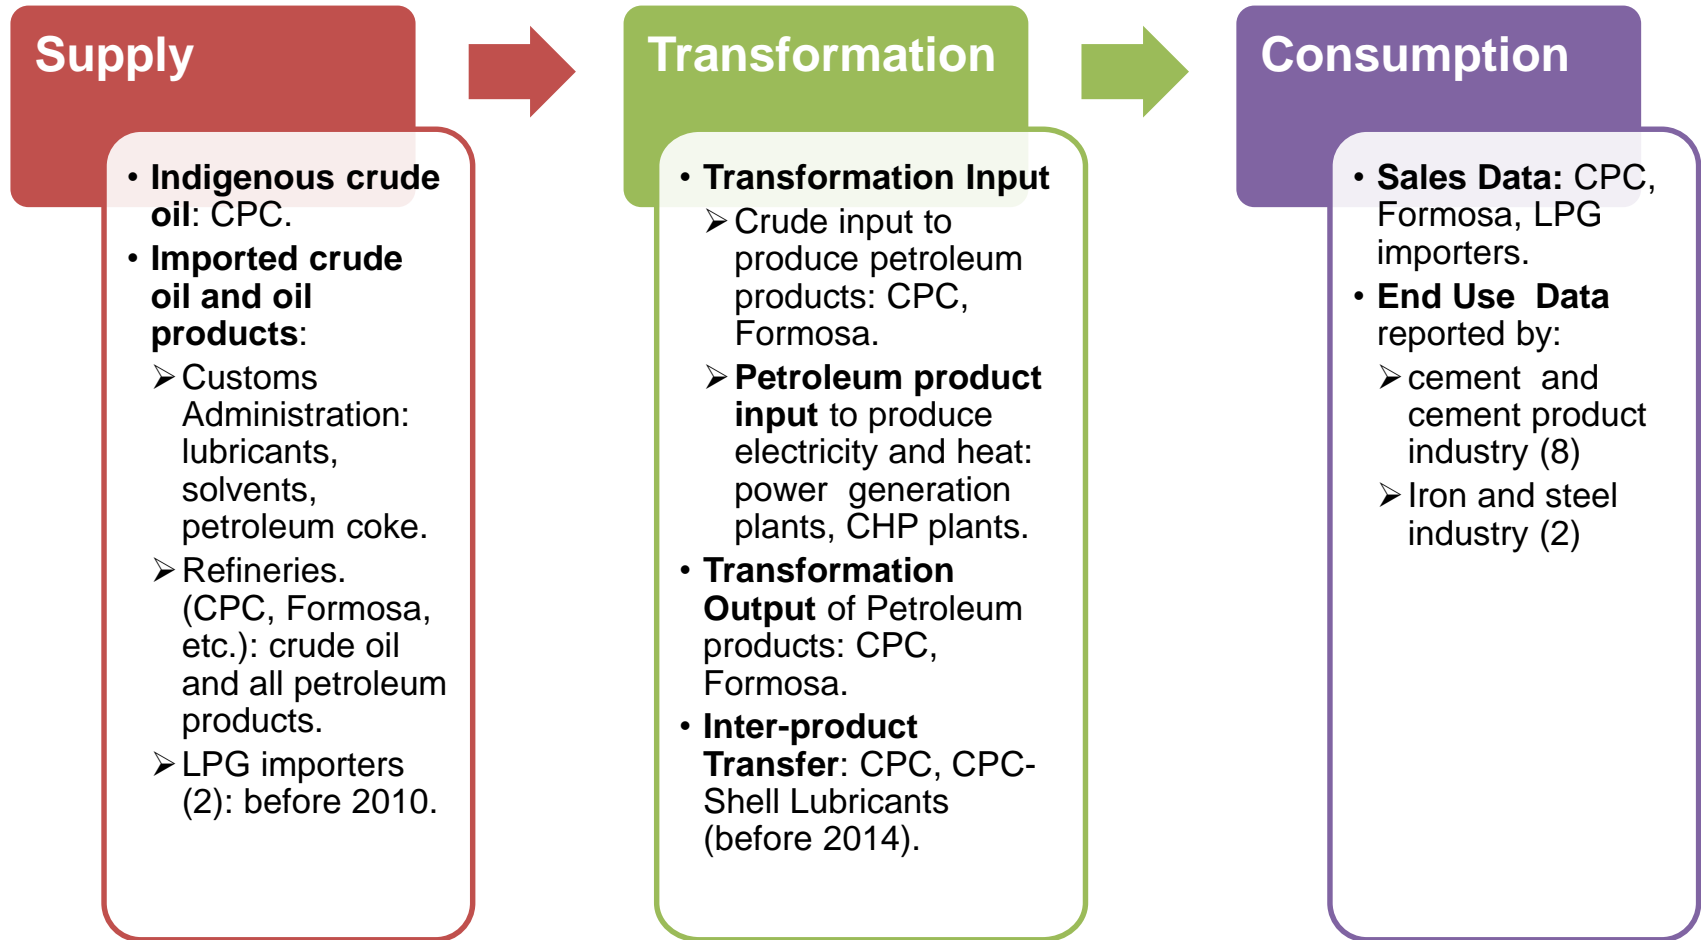 Supply
• Indigenous crude
oil: CPC.
• Imported crude
oil and oil
products:
➢ Customs
Administration:
lubricants,
solvents,
petroleum coke.
➢ Refineries.
(CPC, Formosa,
etc.): crude oil
and all petroleum
products.
➢ LPG importers
(2): before 2010.
Transformation
• Transformation Input
➢ Crude input to
produce petroleum
products: CPC,
Formosa.
➢ Petroleum product
input to produce
electricity and heat:
power generation
plants, CHP plants.
• Transformation
Output of Petroleum
products: CPC,
Formosa.
• Inter-product
Transfer: CPC, CPC-
Shell Lubricants
(before 2014).
Consumption
• Sales Data: CPC,
Formosa, LPG
importers.
• End Use Data
reported by:
➢ cement and
cement product
industry (8)
➢ Iron and steel
industry (2)